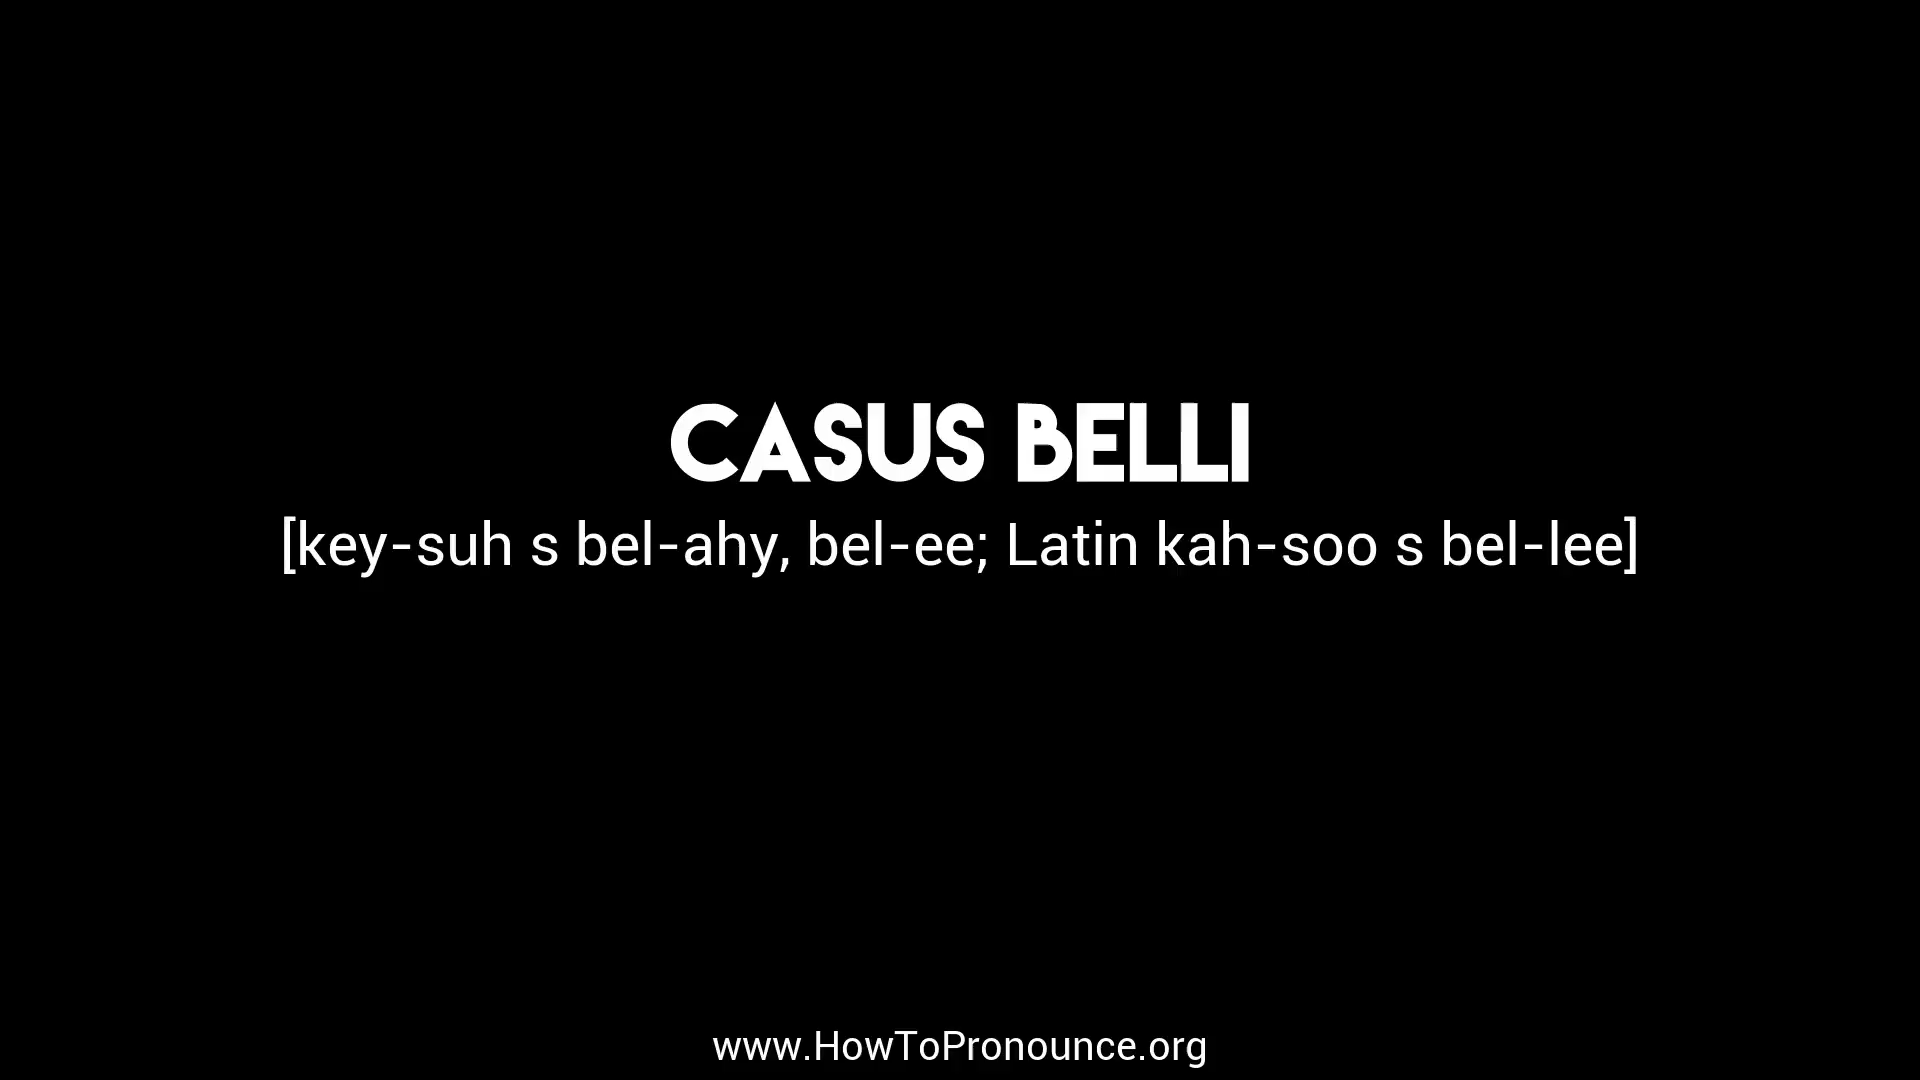 CASUS BELLI
[key-suh s bel-ahy, bel-ee; Latin kah-soo s bel-lee]
www.HowToPronounce.org